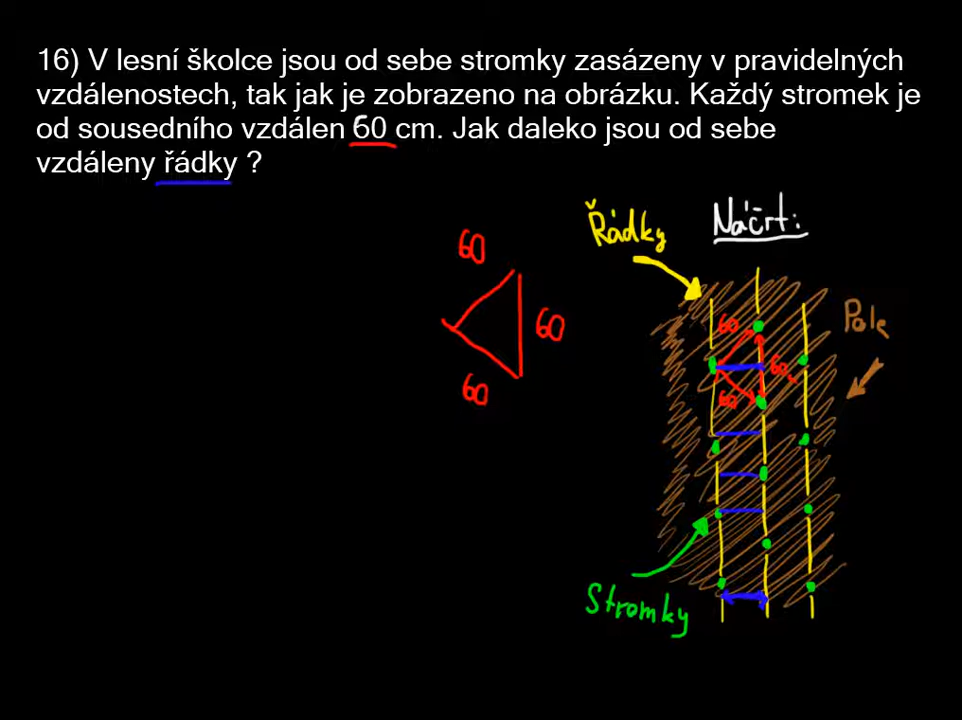 16) V lesní školce jsou od sebe stromky zasázeny v pravidelných
vzdálenostech, tak jak je zobrazeno na obrázku. Každý stromek je
od sousedního vzdálen 60 cm. Jak daleko jsou od sebe
vzdáleny řádky ?
Řádky
Náčrt:
60
60
60
60
60
60
Pole
Stromky